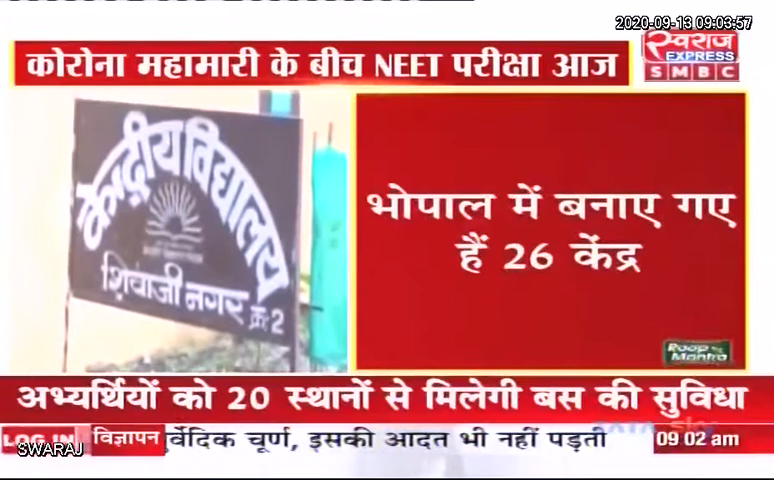 2020-09-13 09:03:57
कोरोना महामारी के बीच NEET परीक्षा आज
स्वराज
EXPRESS
SMBC
केन्द्रीय विद्यालय
शिवाजी नगर क्र 2
भोपाल में बनाए गए
हैं 26 केंद्र
Roop
Mantra
अभ्यर्थियों को 20 स्थानों से मिलेगी बस की सुविधा
LOG IN विज्ञापन र्वेदिक चूर्ण, इसकी आदत भी नहीं पड़ती 09 02 am
SWARAJ